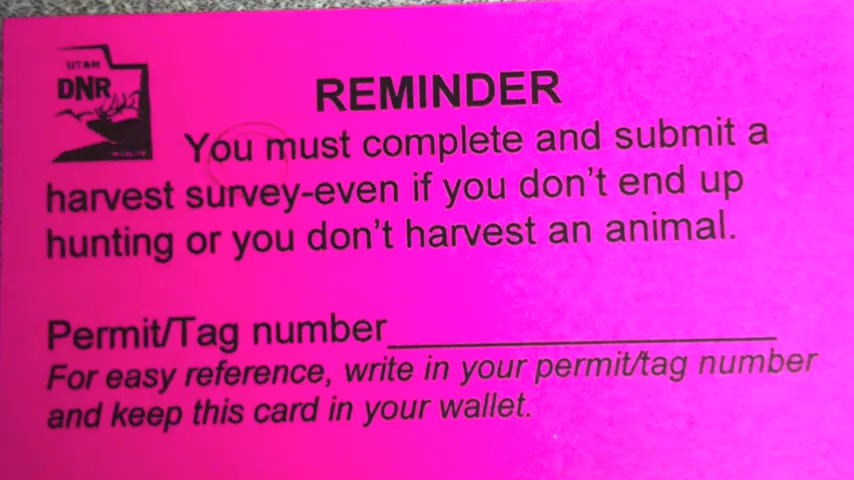 UTAH
DNR
WILDLIFE
REMINDER
You must complete and submit a
harvest survey-even if you don't end up
hunting or you don't harvest an animal.
Permit/Tag number
For easy reference, write in your permit/tag number
and keep this card in your wallet.